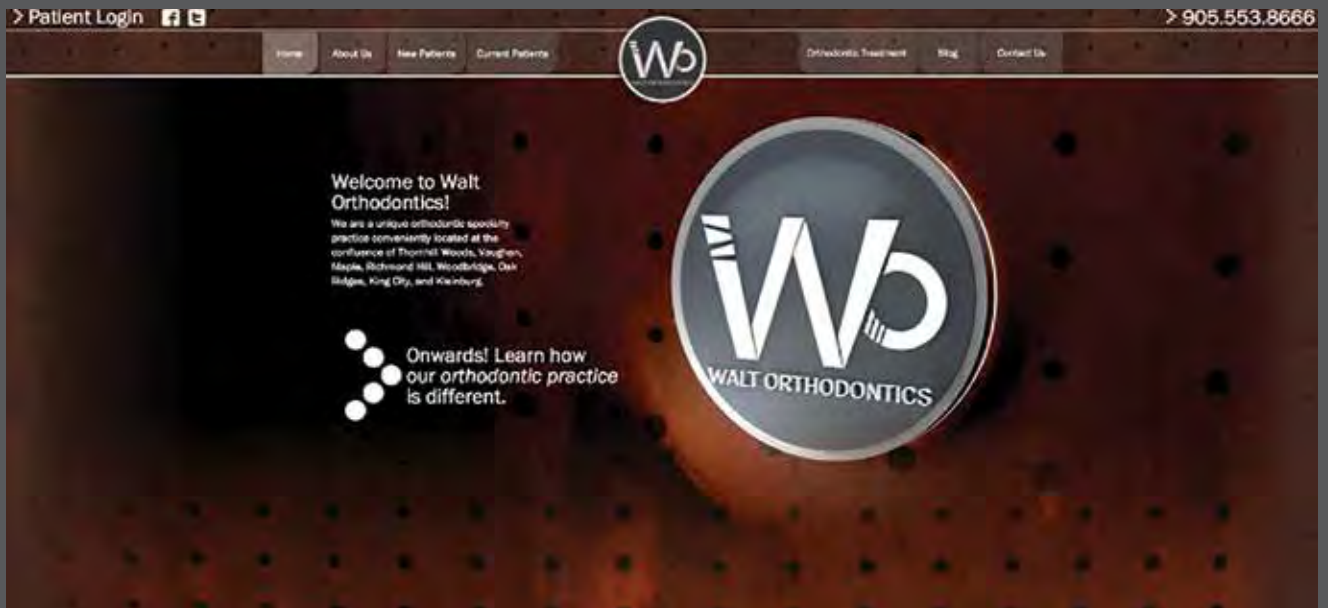 > Patient Login
> 905.553.8666
Home
About Us
New Patients
Current Patients
WO
WALT ORTHODONTICS
Orthodontic Treatment
Blog
Contact Us
Welcome to Walt
Orthodontics!
We are a unique orthodontic specialty
practice conveniently located at the
confluence of Thornhill Woods, Vaughan,
Maple, Richmond Hill, Woodbridge, Oak
Ridges, King City, and Kleinburg.
Onwards! Learn how
our orthodontic practice
is different.
WO
WALT ORTHODONTICS